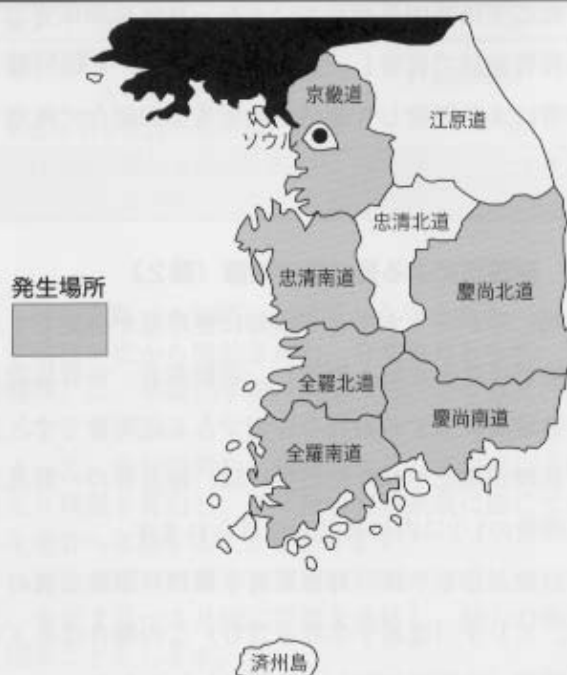 京畿道
江原道
ソウル
忠清北道
忠清南道
慶尚北道
発生場所
全羅北道
慶尚南道
全羅南道
済州島